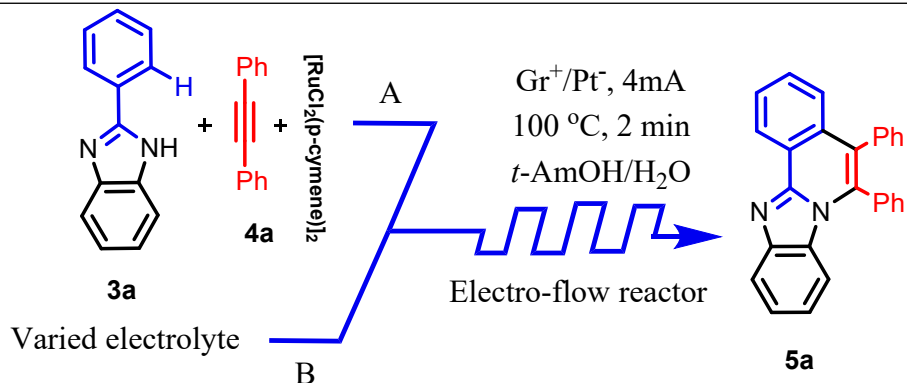 H
N
NH
3a
+
Ph
Ph
4a
+
[RuCl2(p-cymene)]2
A
Gr+/Pt-, 4mA
100 oC, 2 min
t-AmOH/H2O
Electro-flow reactor
Varied electrolyte
B
Ph
Ph
N
N
5a